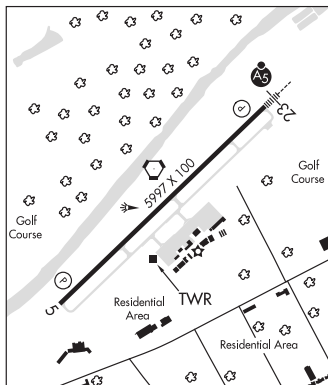 A5
P
23
5997 X 100
Golf
Course
Golf
Course
P
5
TWR
Residential
Area
Residential Area